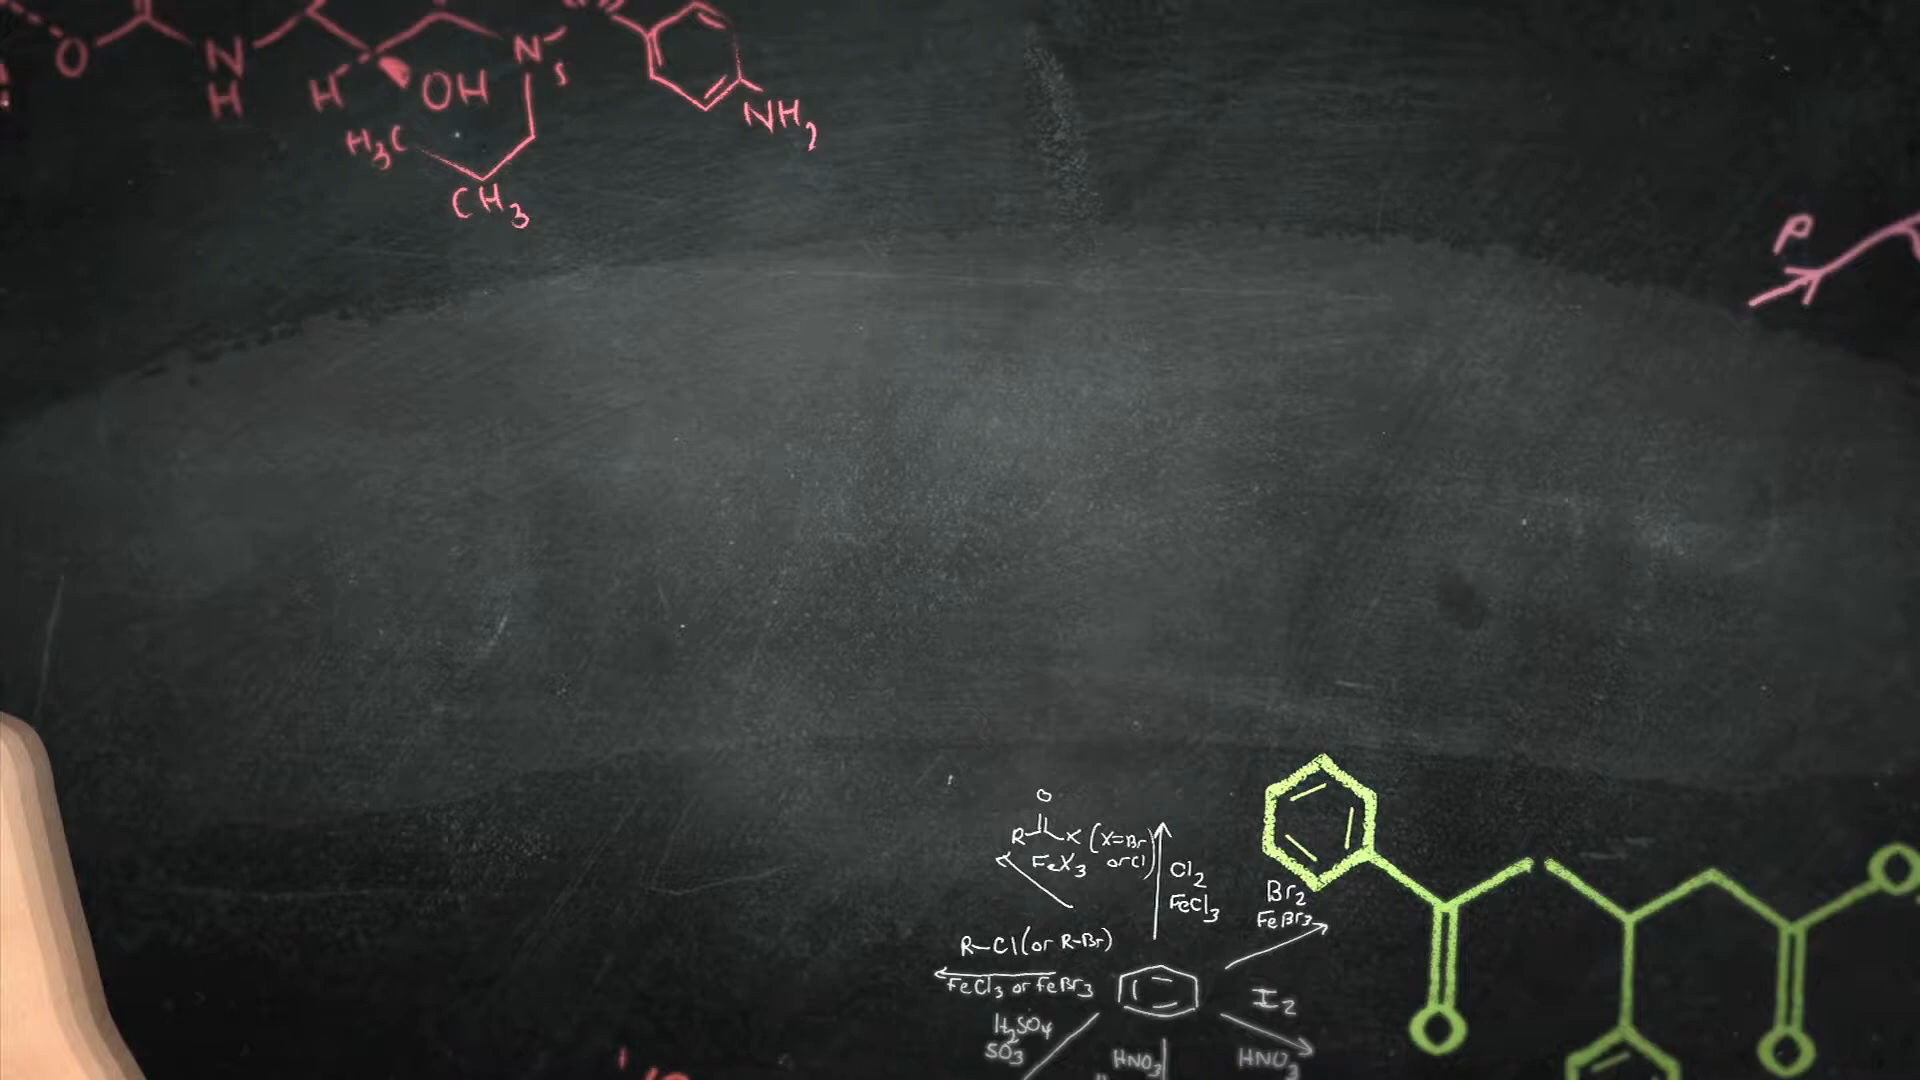 O
N
H
H
OH
N
S
NH2
H3C
CH3
P
O
R
X (X=Br
or Cl)
FeX3
Cl2
FeCl3
Br2
FeBr3
R-Cl (or R-Br)
FeCl3 or FeBr3
I2
H2SO4
SO3
HNO3
HNO3
O
O
O